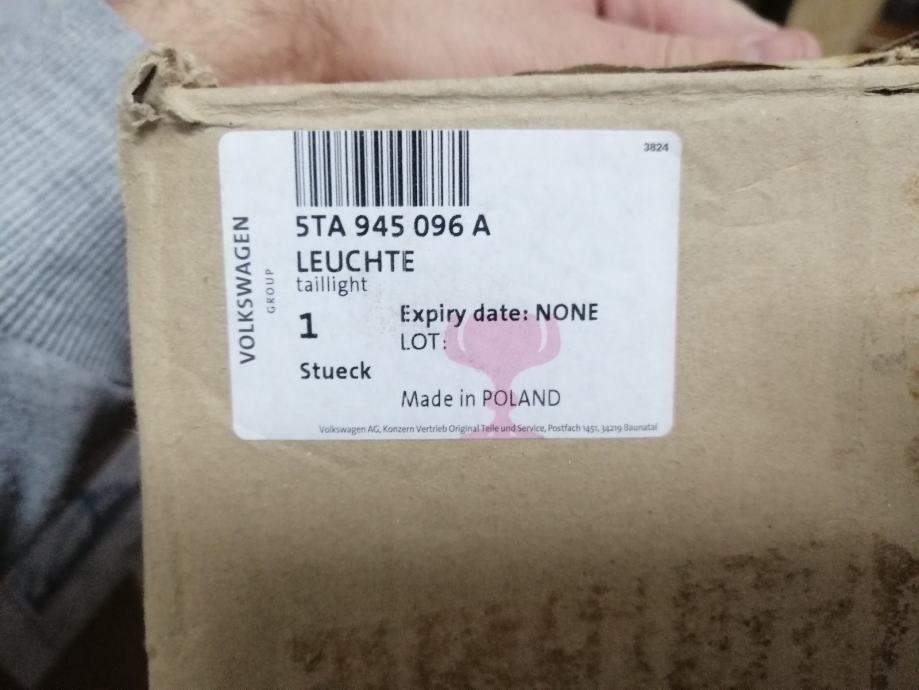 3824
5TA 945 096 A
LEUCHTE
taillight
VOLKSWAGEN
GROUP
1
Stueck
Expiry date: NONE
LOT:
Made in POLAND
Volkswagen AG, Konzern Vertrieb Original Teile und Service, Postfach 1451, 34219 Baunatal